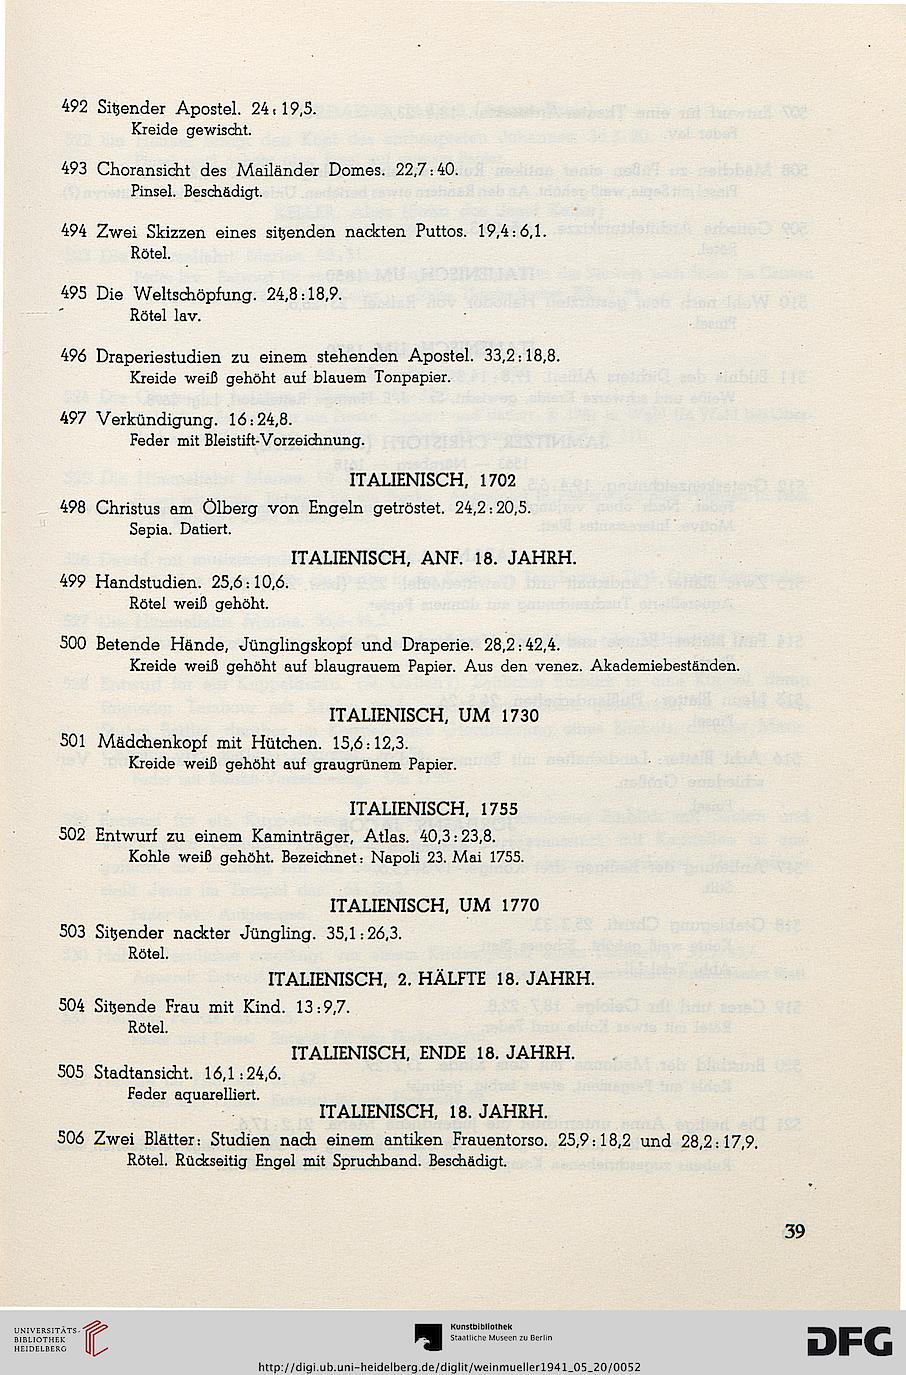 492 Sitzender Apostel. 24:19,5.
Kreide gewischt.
493 Choransicht des Mailänder Domes. 22,7:40.
Pinsel. Beschädigt.
494 Zwei Skizzen eines sitzenden nackten Puttos. 19,4:6,1.
Rötel.
495 Die Weltschöpfung. 24,8:18,9.
Rötel lav.
496 Draperiestudien zu einem stehenden Apostel. 33,2:18,8.
Kreide weiß gehöht auf blauem Tonpapier.
497 Verkündigung. 16:24,8.
Feder mit Bleistift-Vorzeichnung.
ITALIENISCH, 1702
498 Christus am Ölberg von Engeln getröstet. 24,2:20,5.
Sepia. Datiert.
ITALIENISCH, ANF. 18. JAHRH.
499 Handstudien. 25,6:10,6.
Rötel weiß gehöht.
500 Betende Hände, Jünglingskopf und Draperie. 28,2:42,4.
Kreide weiß gehöht auf blaugrauem Papier. Aus den venez. Akademiebeständen.
ITALIENISCH, UM 1730
501 Mädchenkopf mit Hütchen. 15,6:12,3.
Kreide weiß gehöht auf graugrünem Papier.
ITALIENISCH, 1755
502 Entwurf zu einem Kaminträger, Atlas. 40,3:23,8.
Kohle weiß gehöht. Bezeichnet: Napoli 23. Mai 1755.
ITALIENISCH, UM 1770
503 Sitzender nackter Jüngling. 35,1:26,3.
Rötel.
ITALIENISCH, 2. HÄLFTE 18. JAHRH.
504 Sitzende Frau mit Kind. 13:9,7.
Rötel.
ITALIENISCH, ENDE 18. JAHRH.
505 Stadtansicht. 16,1:24,6.
Feder aquarelliert.
ITALIENISCH, 18. JAHRH.
506 Zwei Blätter: Studien nach einem antiken Frauentorso. 25,9:18,2 und 28,2:17,9.
Rötel. Rückseitig Engel mit Spruchband. Beschädigt.
39
UNIVERSITÄTS-
BIBLIOTHEK
HEIDELBERG
Kunstbibliothek
Staatliche Museen zu Berlin
DFG
http://digi.ub.uni-heidelberg.de/diglit/weinmueller1941_05_20/0052